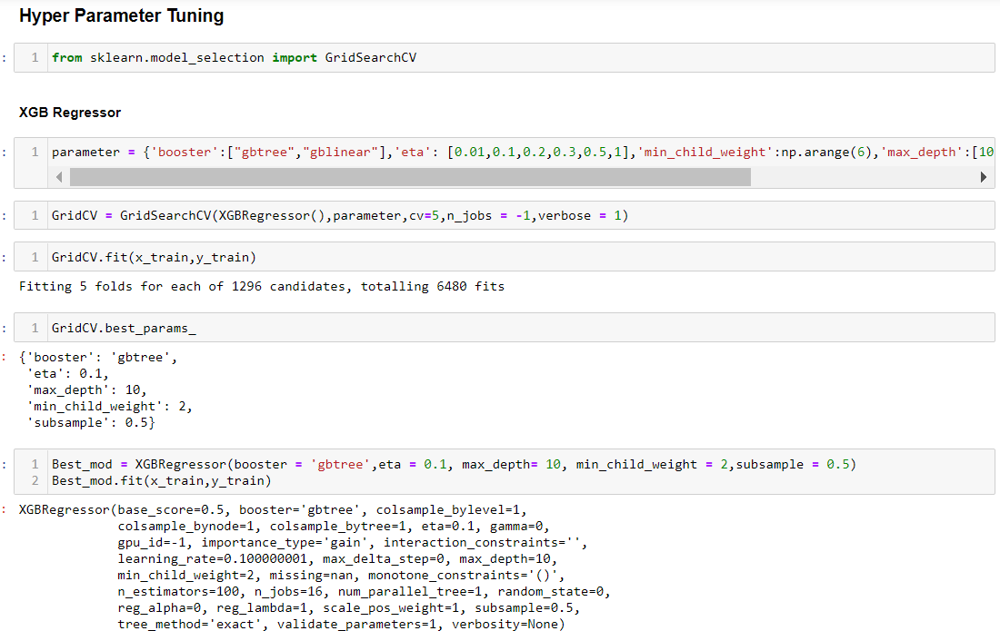 Hyper Parameter Tuning
: 1 from sklearn.model_selection import GridSearchCV
XGB Regressor
: 1 parameter = {'booster':["gbtree","gblinear"],'eta': [0.01,0.1,0.2,0.3,0.5,1],'min_child_weight':np.arange(6),'max_depth':[10
: 1 GridCV = GridSearchCV(XGBRegressor(),parameter,cv=5,n_jobs = -1,verbose = 1)
: 1 GridCV.fit(x_train,y_train)
Fitting 5 folds for each of 1296 candidates, totalling 6480 fits
: 1 GridCV.best_params_
: {'booster': 'gbtree',
'eta': 0.1,
'max_depth': 10,
'min_child_weight': 2,
'subsample': 0.5}
: 1 Best_mod = XGBRegressor(booster = 'gbtree',eta = 0.1, max_depth= 10, min_child_weight = 2,subsample = 0.5)
2 Best_mod.fit(x_train,y_train)
: XGBRegressor(base_score=0.5, booster='gbtree', colsample_bylevel=1,
colsample_bynode=1, colsample_bytree=1, eta=0.1, gamma=0,
gpu_id=-1, importance_type='gain', interaction_constraints='',
learning_rate=0.100000001, max_delta_step=0, max_depth=10,
min_child_weight=2, missing=nan, monotone_constraints='()',
n_estimators=100, n_jobs=16, num_parallel_tree=1, random_state=0,
reg_alpha=0, reg_lambda=1, scale_pos_weight=1, subsample=0.5,
tree_method='exact', validate_parameters=1, verbosity=None)